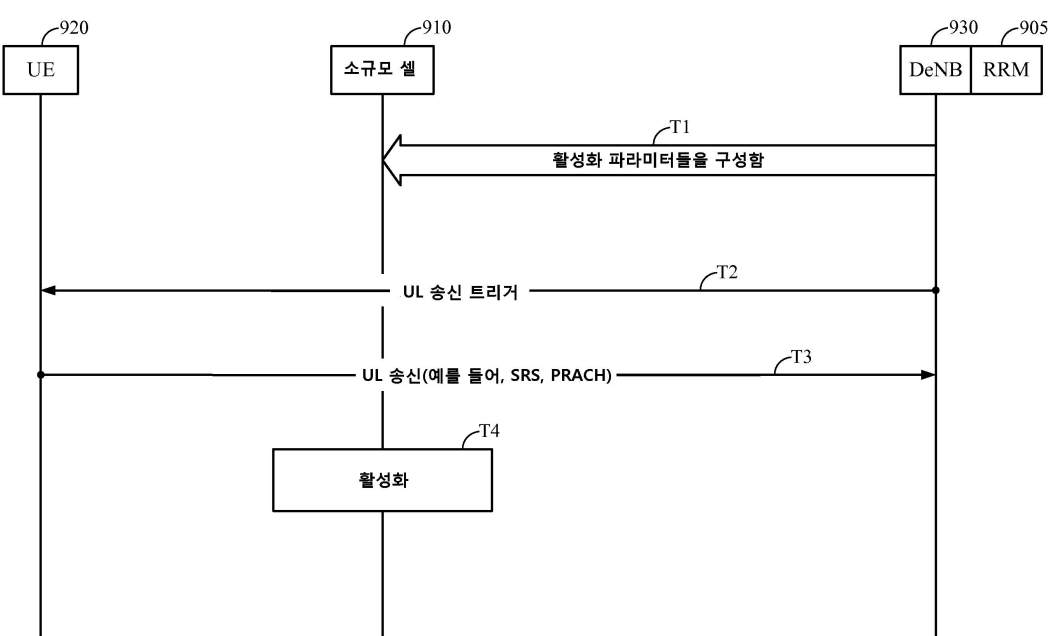 920
910
930
905
UE
소규모 셀
DeNB
RRM
T1
활성화 파라미터들을 구성함
T2
UL 송신 트리거
T3
UL 송신(예를 들어, SRS, PRACH)
T4
활성화